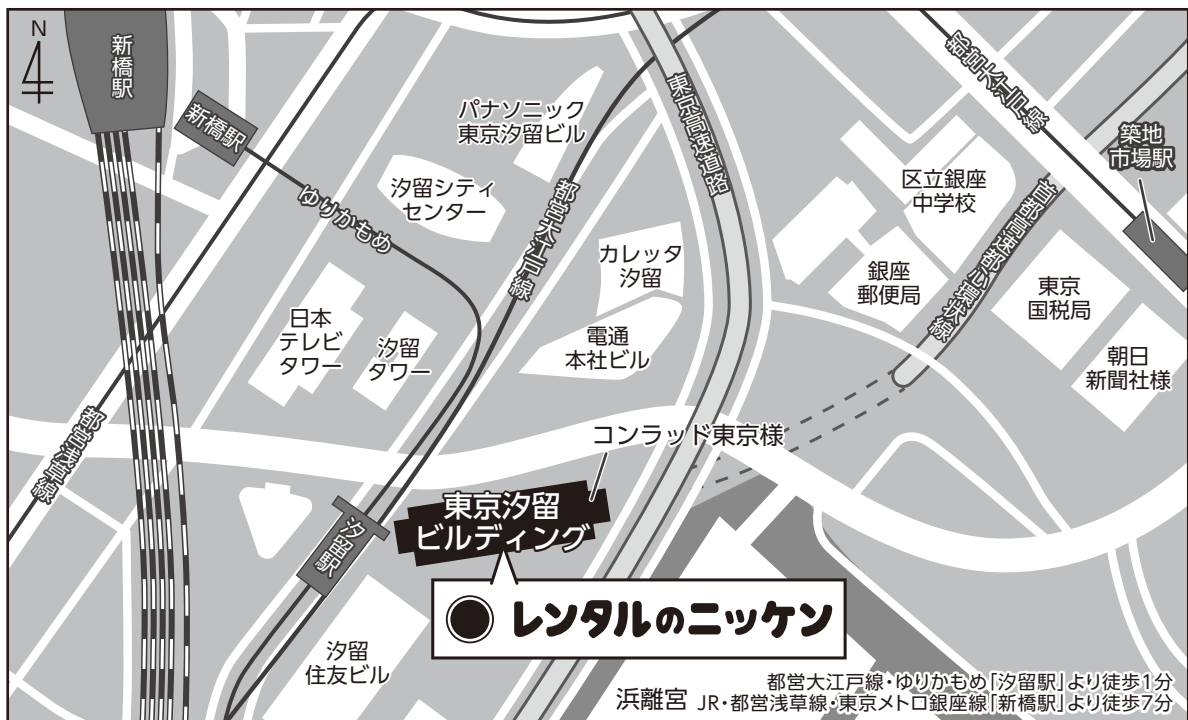 N
新橋駅
新橋駅
ゆりかもめ
パナソニック
東京汐留ビル
汐留シティ
センター
都営大江戸線
東京高速道路
都営大江戸線
築地
市場駅
区立銀座
中学校
首都高速都心環状線
カレッタ
汐留
銀座
郵便局
東京
国税局
日本
テレビ
タワー
汐留
タワー
電通
本社ビル
朝日
新聞社様
都営浅草線
コンラッド東京様
東京汐留
ビルディング
汐留駅
レンタルのニッケン
汐留
住友ビル
浜離宮
都営大江戸線・ゆりかもめ「汐留駅」より徒歩1分
JR・都営浅草線・東京メトロ銀座線「新橋駅」より徒歩7分